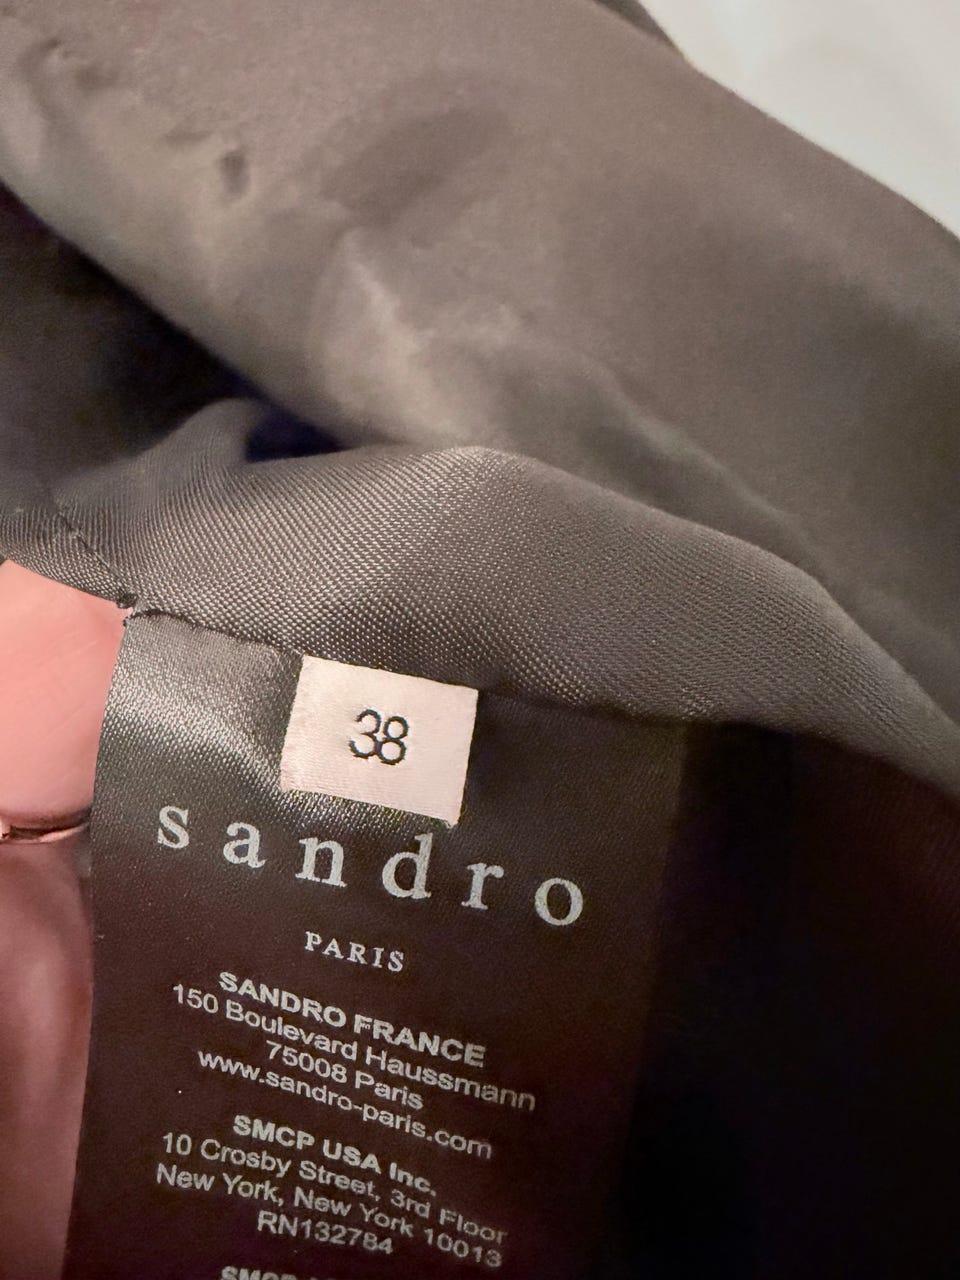 38
sandro
PARIS
SANDRO FRANCE
150 Boulevard Haussmann
75008 Paris
www.sandro-paris.com
SMCP USA Inc.
10 Crosby Street, 3rd Floor
New York, New York 10013
RN132784
SMCP